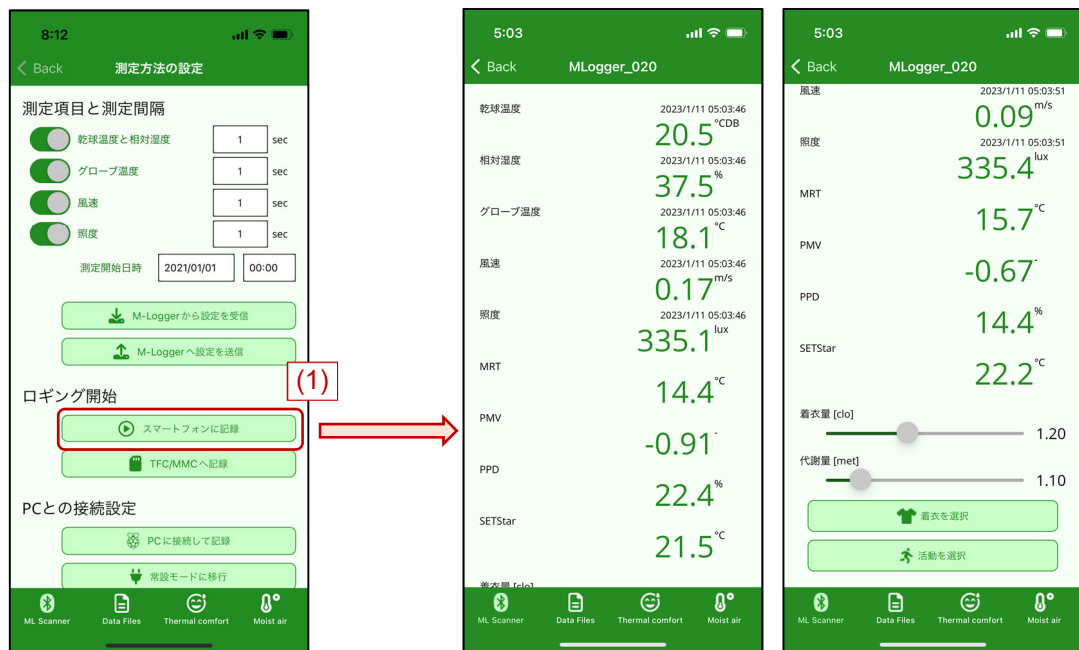 8:12
Back 測定方法の設定
測定項目と測定間隔
乾球温度と相対湿度 1 sec
グローブ温度 1 sec
風速 1 sec
照度 1 sec
測定開始日時 2021/01/01 00:00
M-Loggerから設定を受信
M-Loggerへ設定を送信
ロギング開始
スマートフォンに記録
TFC/MMCへ記録
PCとの接続設定
PCに接続して記録
常設モードに移行
ML Scanner Data Files Thermal comfort Moist air
(1)
5:03
Back MLogger_020
乾球温度 2023/1/11 05:03:46
20.5 °CDB
相対湿度 2023/1/11 05:03:46
37.5 %
グローブ温度 2023/1/11 05:03:46
18.1 °C
風速 2023/1/11 05:03:46
0.17 m/s
照度 2023/1/11 05:03:46
335.1 lux
MRT
14.4 °C
PMV
-0.91 -
PPD
22.4 %
SETStar
21.5 °C
着衣量 [clo]
ML Scanner Data Files Thermal comfort Moist air
5:03
Back MLogger_020
風速 2023/1/11 05:03:51
0.09 m/s
照度 2023/1/11 05:03:51
335.4 lux
MRT
15.7 °C
PMV
-0.67 -
PPD
14.4 %
SETStar
22.2 °C
着衣量 [clo]
1.20
代謝量 [met]
1.10
着衣を選択
活動を選択
ML Scanner Data Files Thermal comfort Moist air